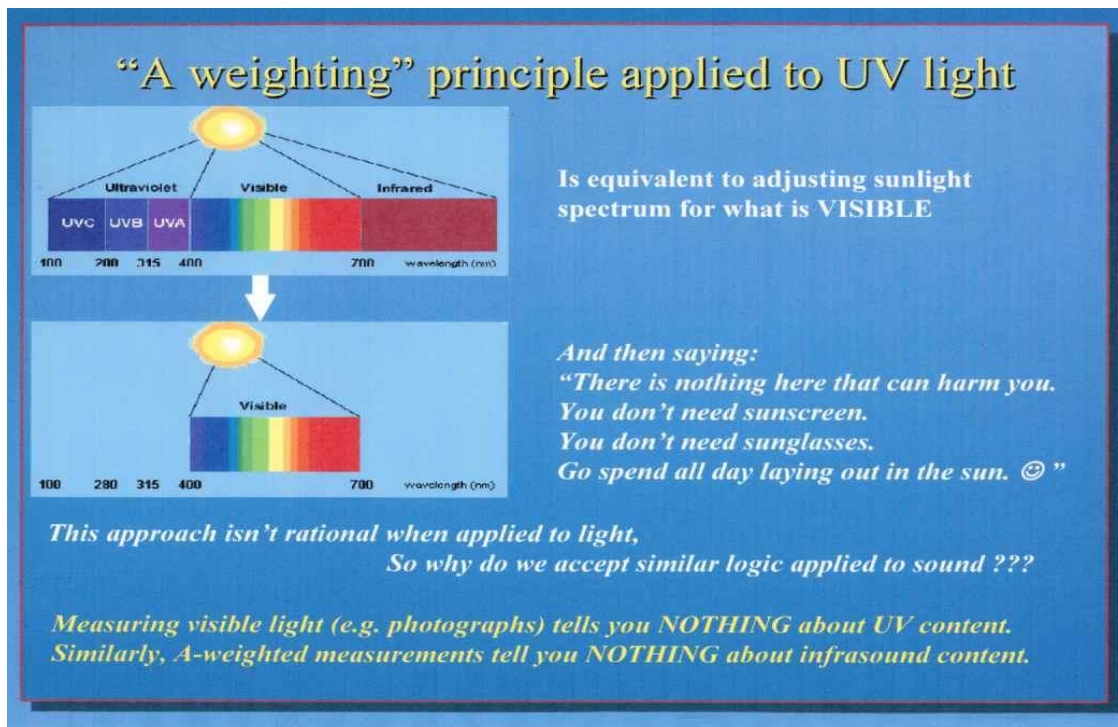 “A weighting” principle applied to UV light
Ultraviolet Visible Infrared
UVC UVB UVA
100 280 315 400 700 wavelength (nm)
Is equivalent to adjusting sunlight
spectrum for what is VISIBLE
Visible
100 280 315 400 700 wavelength (nm)
And then saying:
“There is nothing here that can harm you.
You don’t need sunscreen.
You don’t need sunglasses.
Go spend all day laying out in the sun. ☺ ”
This approach isn’t rational when applied to light,
So why do we accept similar logic applied to sound ???
Measuring visible light (e.g. photographs) tells you NOTHING about UV content.
Similarly, A-weighted measurements tell you NOTHING about infrasound content.